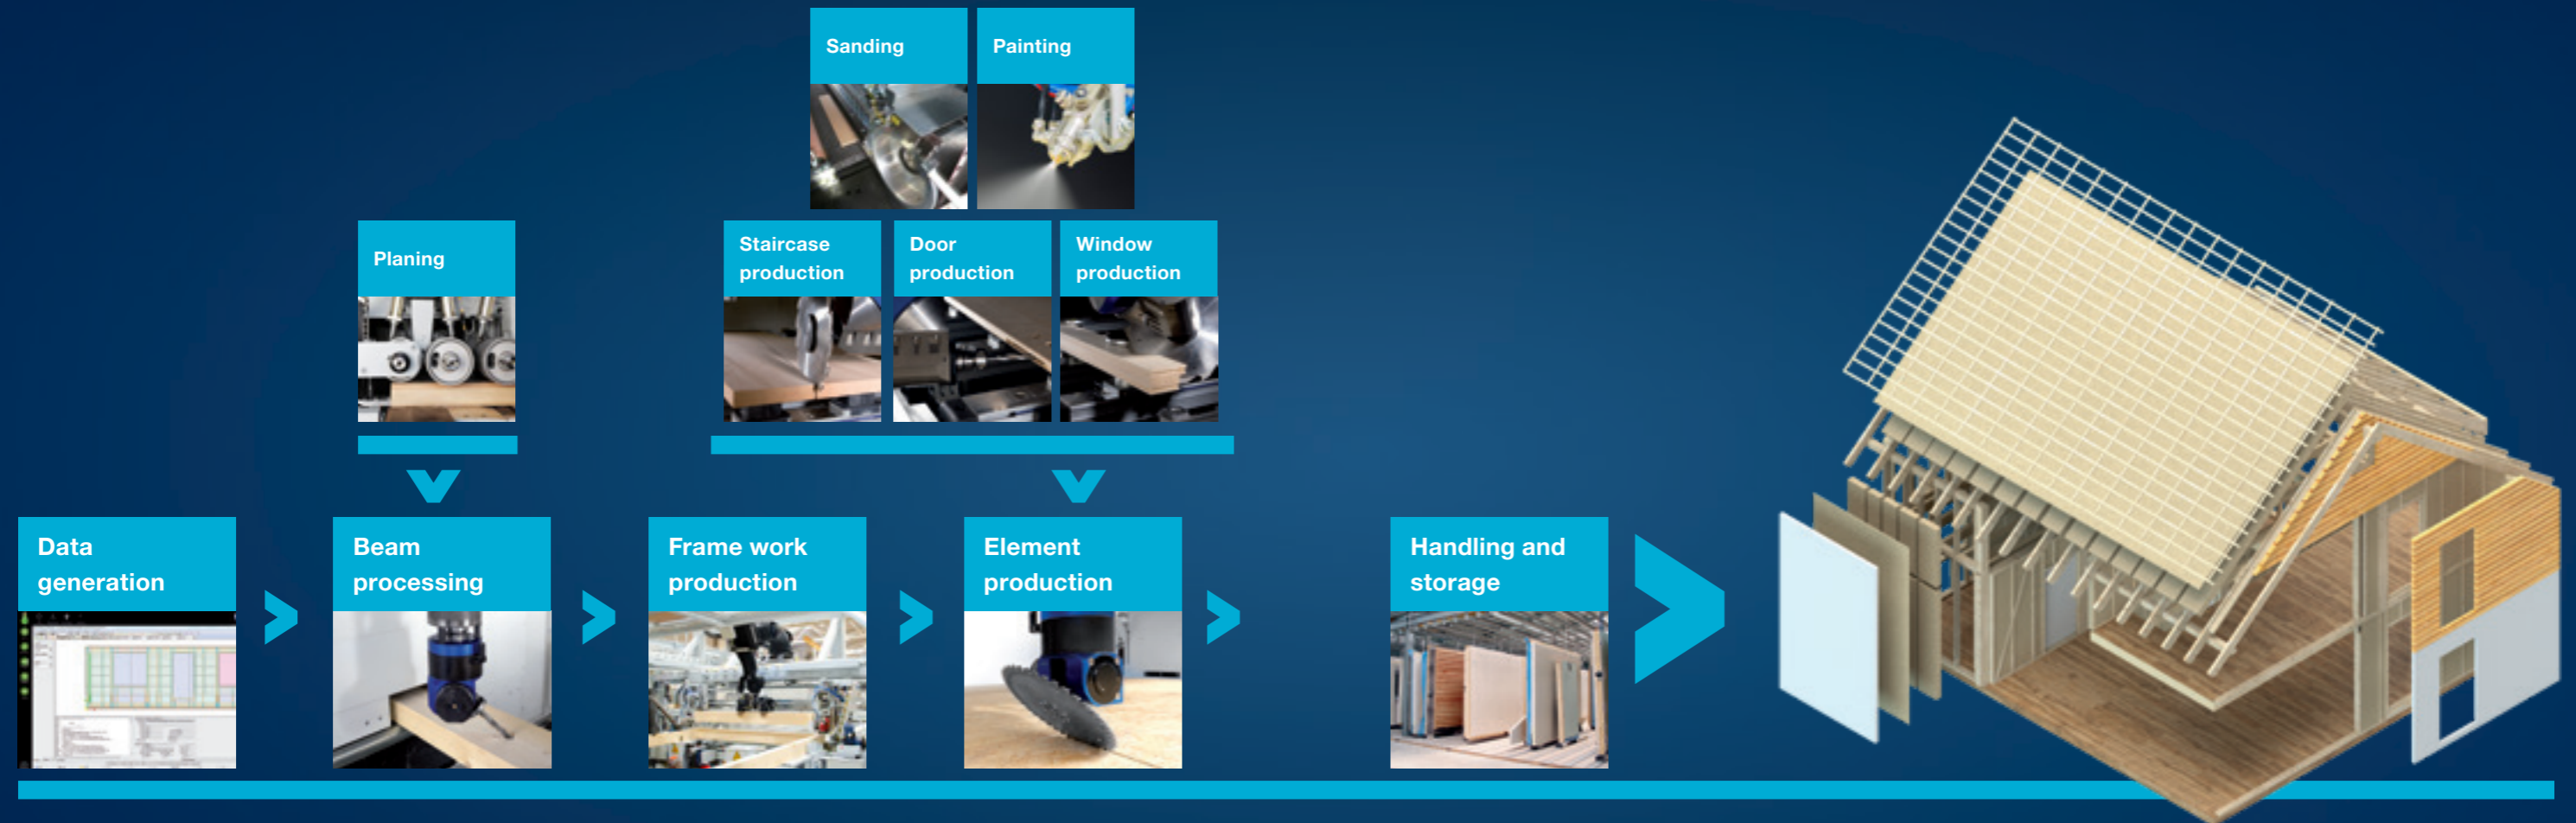 Sanding
Painting
Planing
Staircase
production
Door
production
Window
production
Data
generation
Beam
processing
Frame work
production
Element
production
Handling and
storage